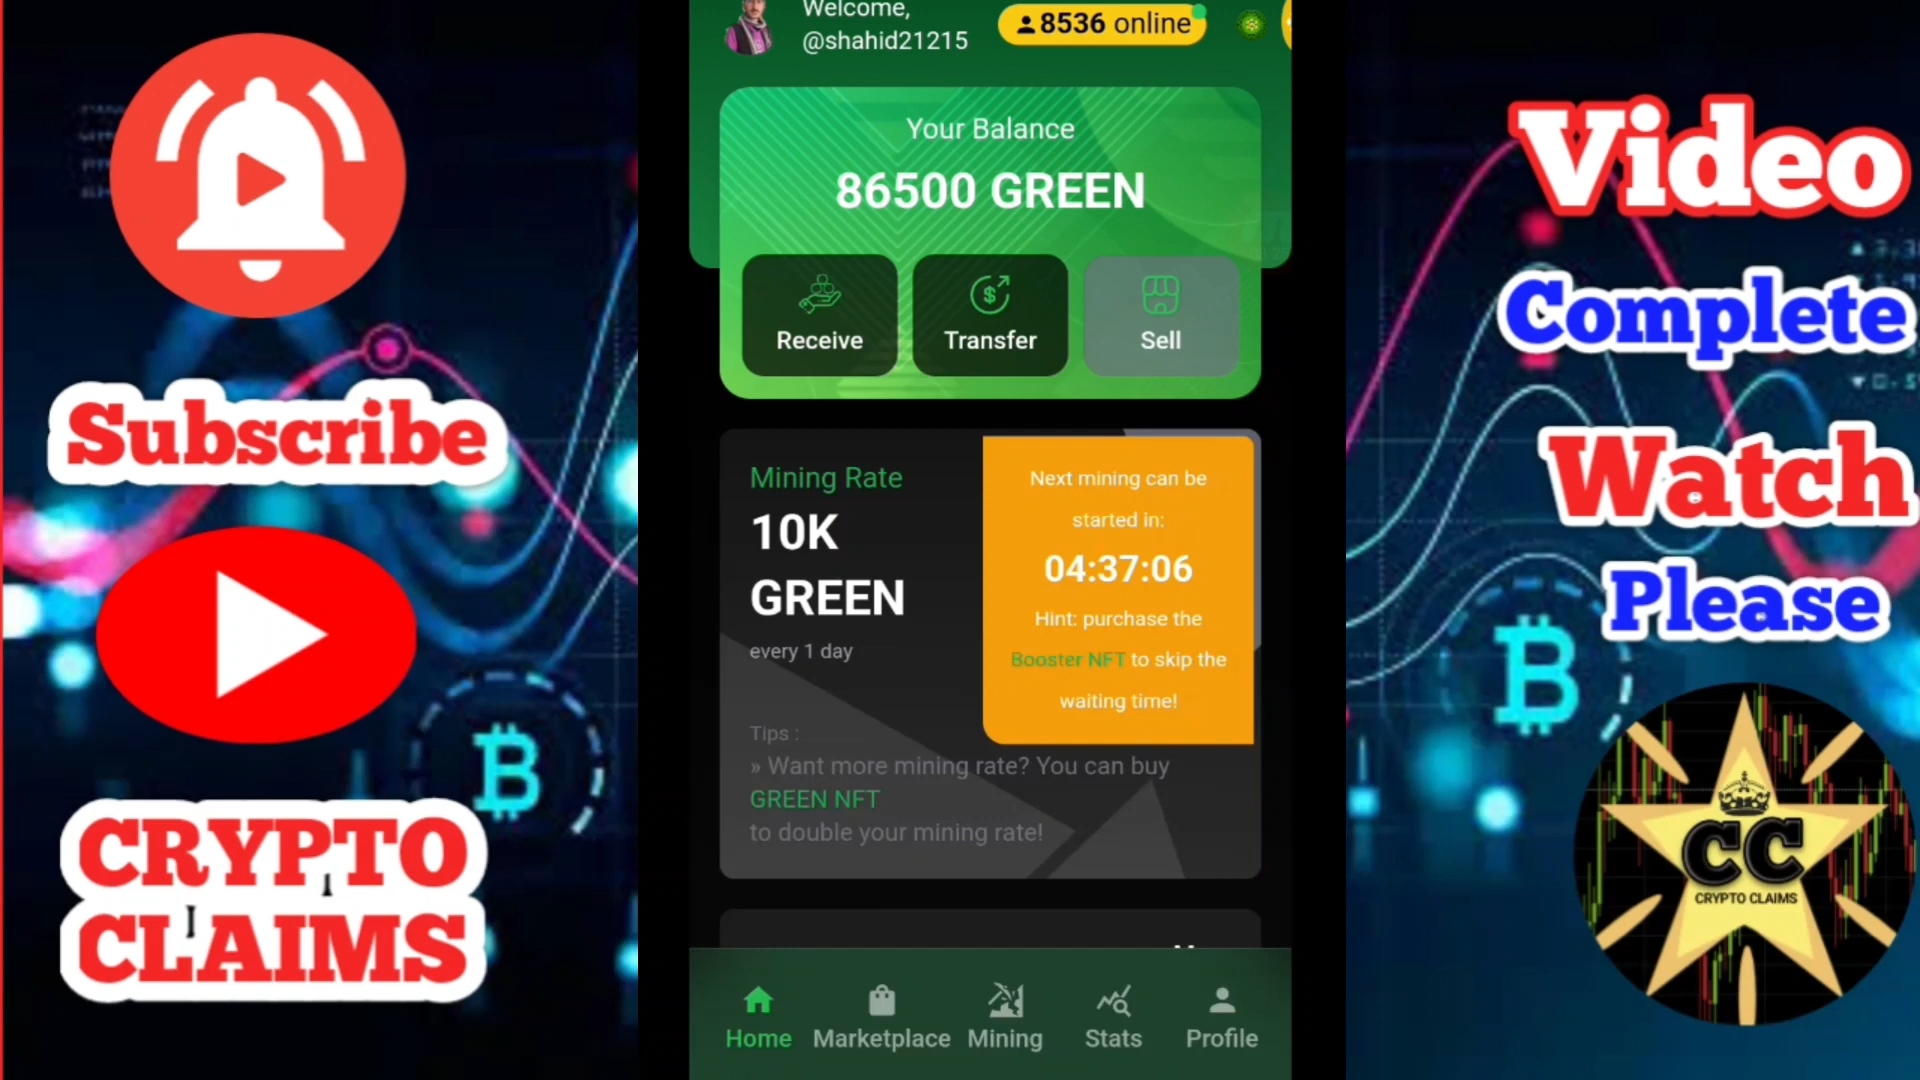 Subscribe
CRYPTO
CLAIMS
Welcome,
@shahid21215
8536 online
Your Balance
86500 GREEN
Receive
Transfer
Sell
Mining Rate
10K
GREEN
every 1 day
Next mining can be
started in:
04:37:06
Hint: purchase the
Booster NFT to skip the
waiting time!
Tips :
» Want more mining rate? You can buy
GREEN NFT
to double your mining rate!
Home
Marketplace
Mining
Stats
Profile
Video
Complete
Watch
Please
CC
CRYPTO CLAIMS